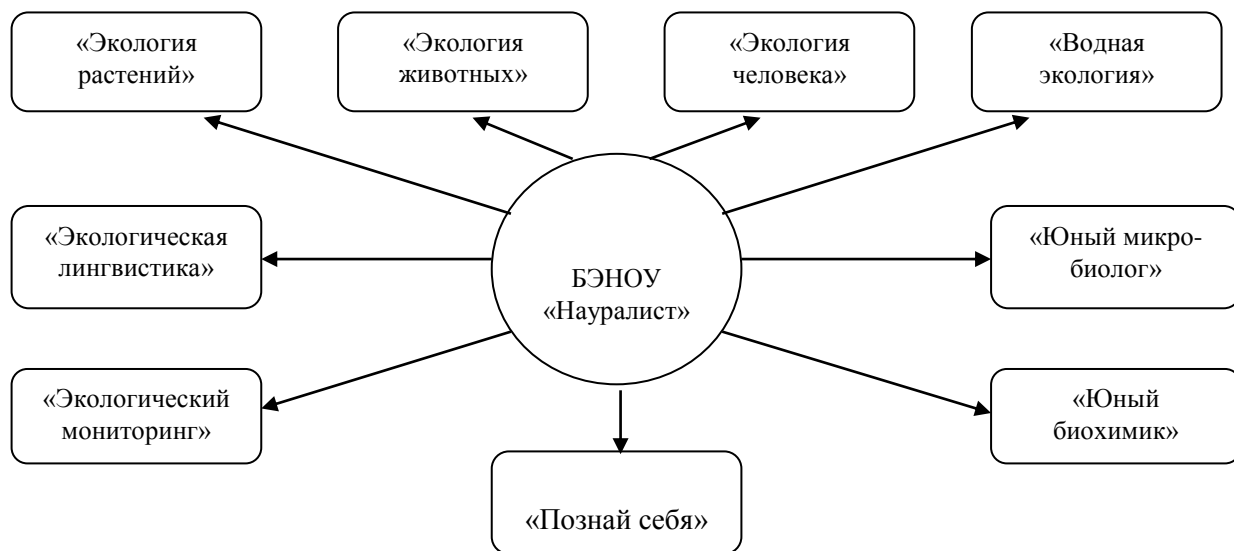 «Экология
растений»
«Экология
животных»
«Экология
человека»
«Водная
экология»
«Экологическая
лингвистика»
БЭНОУ
«Науралист»
«Юный микро-
биолог»
«Экологический
мониторинг»
«Юный
биохимик»
«Познай себя»